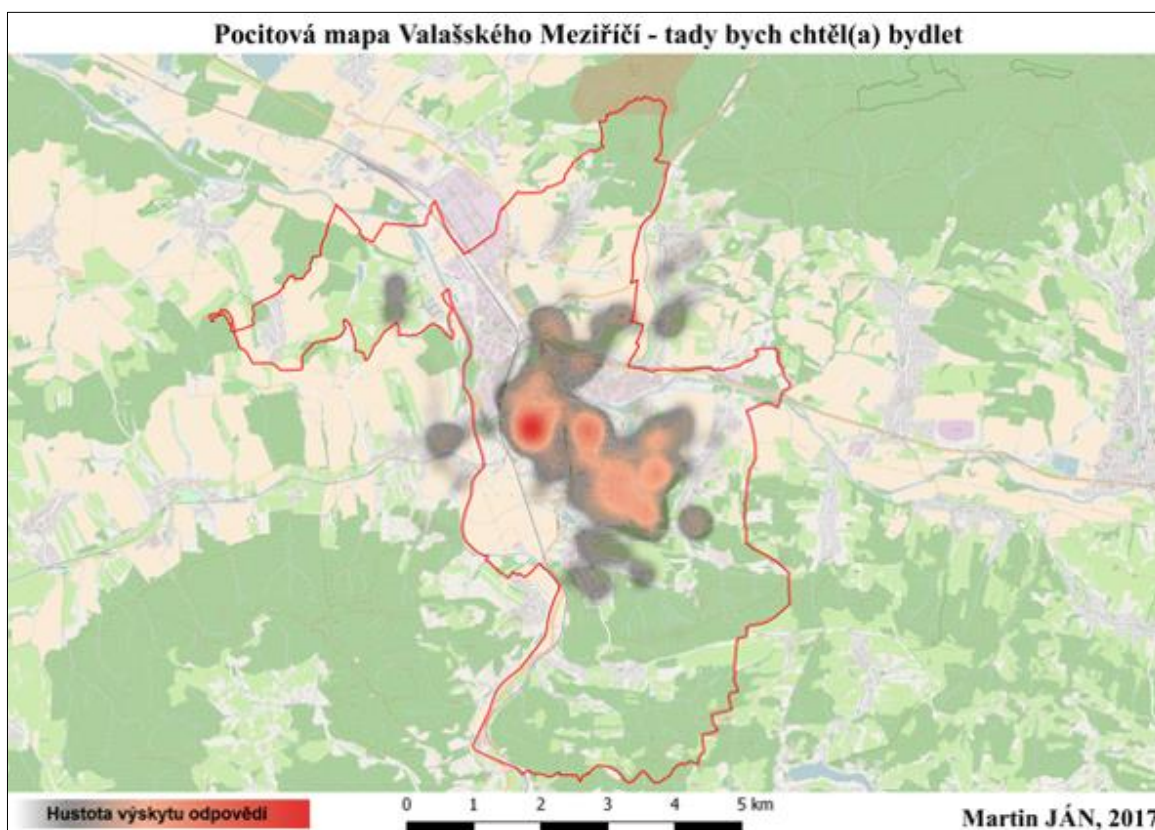 Pocitová mapa Valašského Meziříčí - tady bych chtěl(a) bydlet
Hustota výskytu odpovědí
0 1 2 3 4 5 km
Martin JÁN, 2017